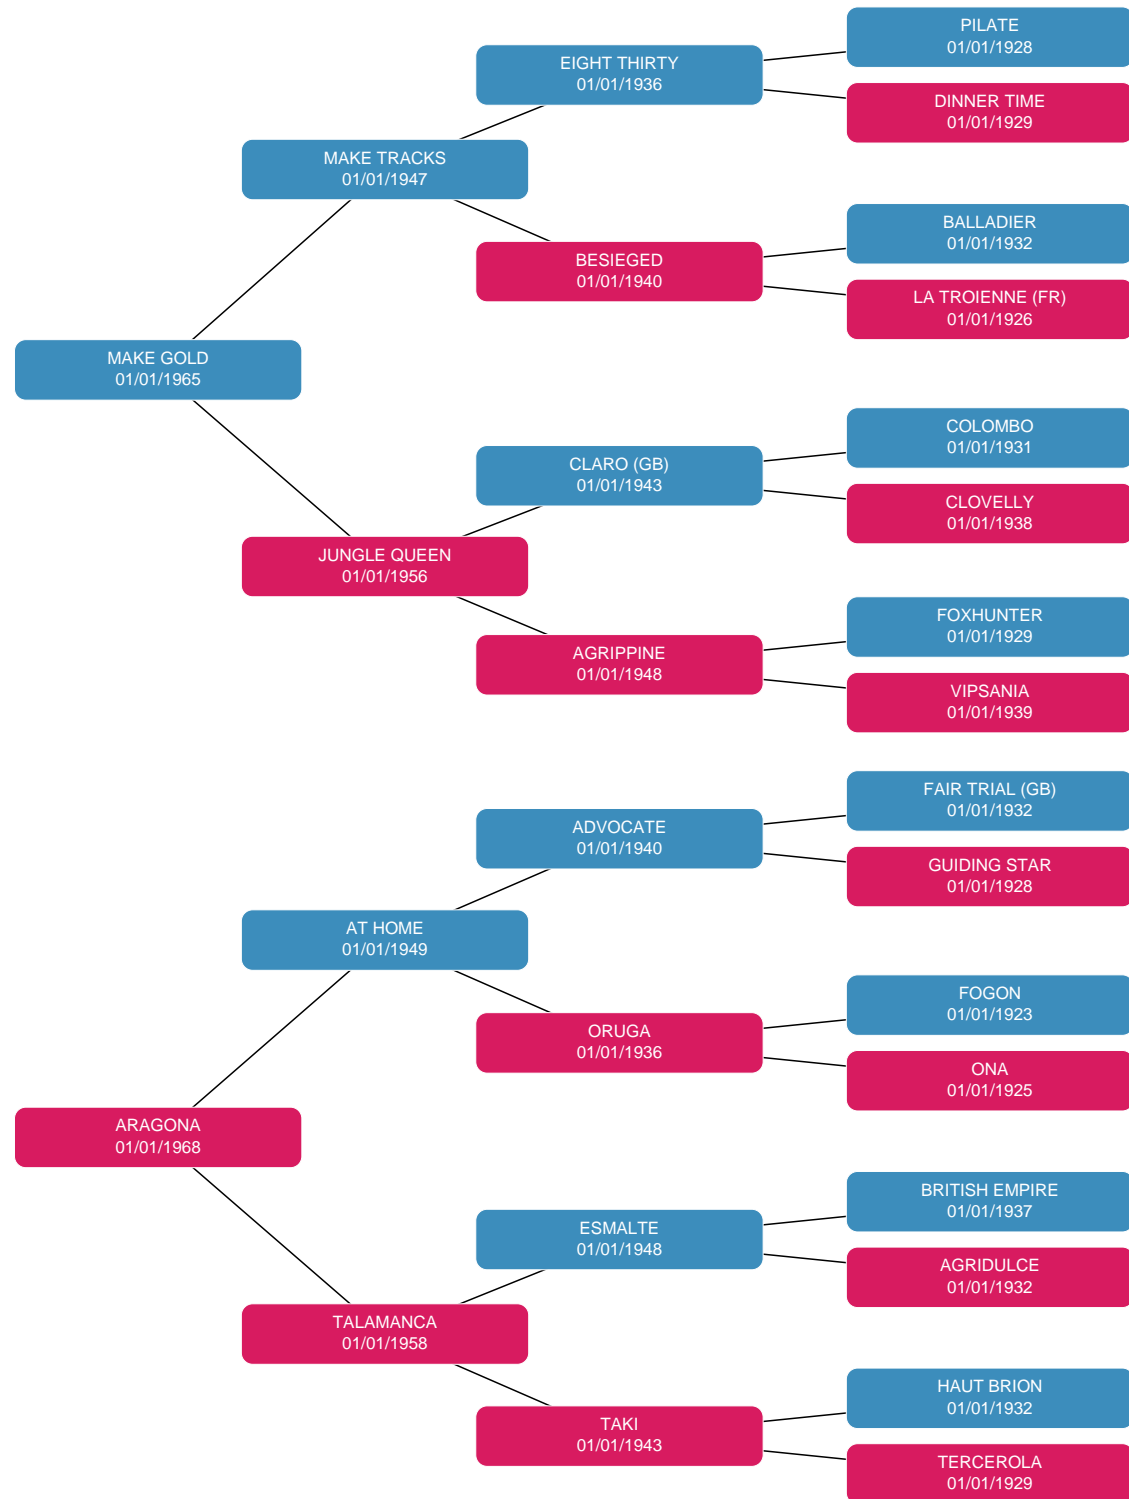 PILATE
01/01/1928
EIGHT THIRTY
01/01/1936
DINNER TIME
01/01/1929
MAKE TRACKS
01/01/1947
BALLADIER
01/01/1932
BESIEGED
01/01/1940
LA TROIENNE (FR)
01/01/1926
MAKE GOLD
01/01/1965
COLOMBO
01/01/1931
CLARO (GB)
01/01/1943
CLOVELLY
01/01/1938
JUNGLE QUEEN
01/01/1956
FOXHUNTER
01/01/1929
AGRIPPINE
01/01/1948
VIPSANIA
01/01/1939
FAIR TRIAL (GB)
01/01/1932
ADVOCATE
01/01/1940
GUIDING STAR
01/01/1928
AT HOME
01/01/1949
FOGON
01/01/1923
ORUGA
01/01/1936
ONA
01/01/1925
ARAGONA
01/01/1968
BRITISH EMPIRE
01/01/1937
ESMALTE
01/01/1948
AGRIDULCE
01/01/1932
TALAMANCA
01/01/1958
HAUT BRION
01/01/1932
TAKI
01/01/1943
TERCEROLA
01/01/1929